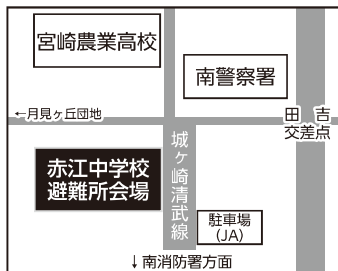 宮崎農業高校
南警察署
←月見ヶ丘団地
田吉
交差点
城ヶ崎清武線
赤江中学校
避難所会場
駐車場
(JA)
↓南消防署方面